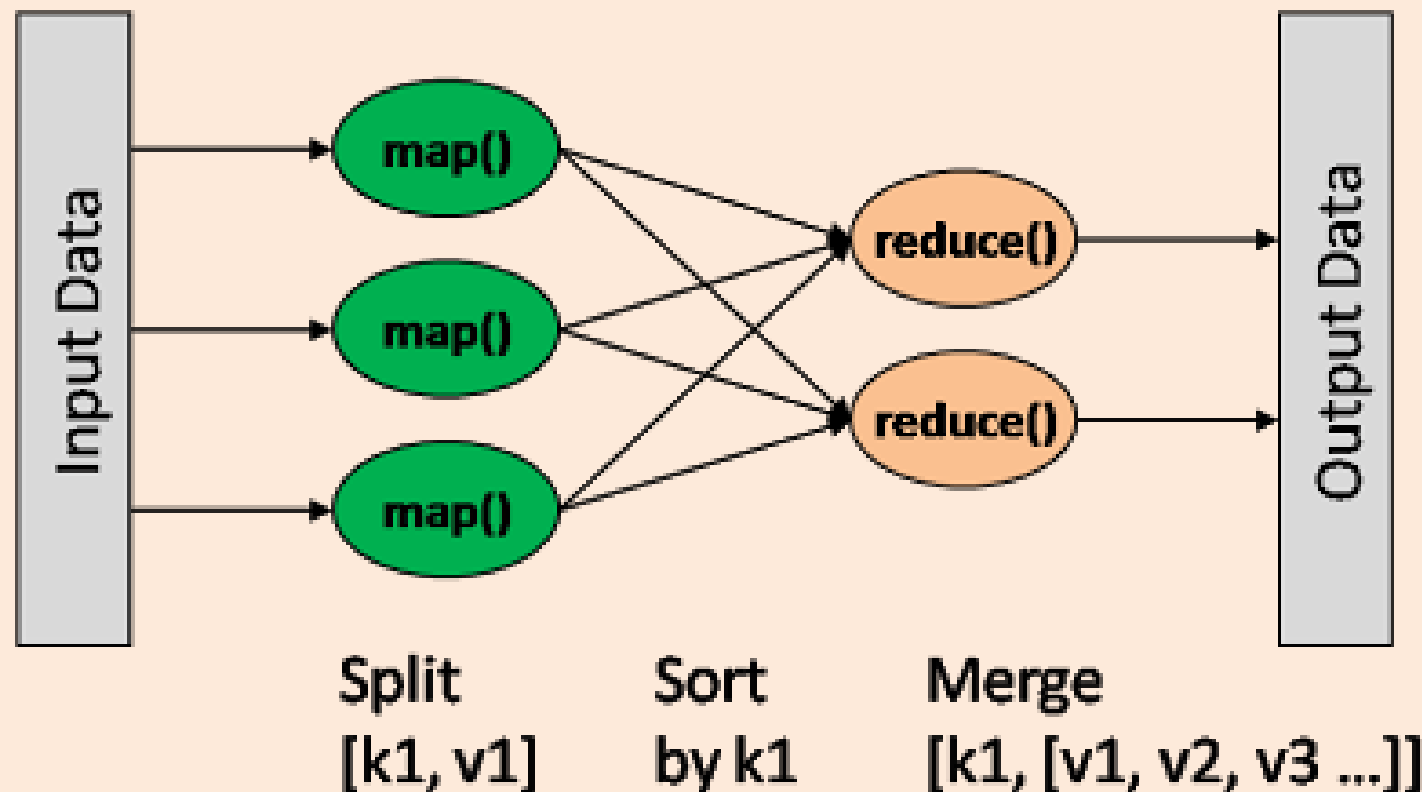 Input Data
map()
map()
map()
reduce()
reduce()
Output Data
Split
[k1, v1]
Sort
by k1
Merge
[k1, [v1, v2, v3 ...]]